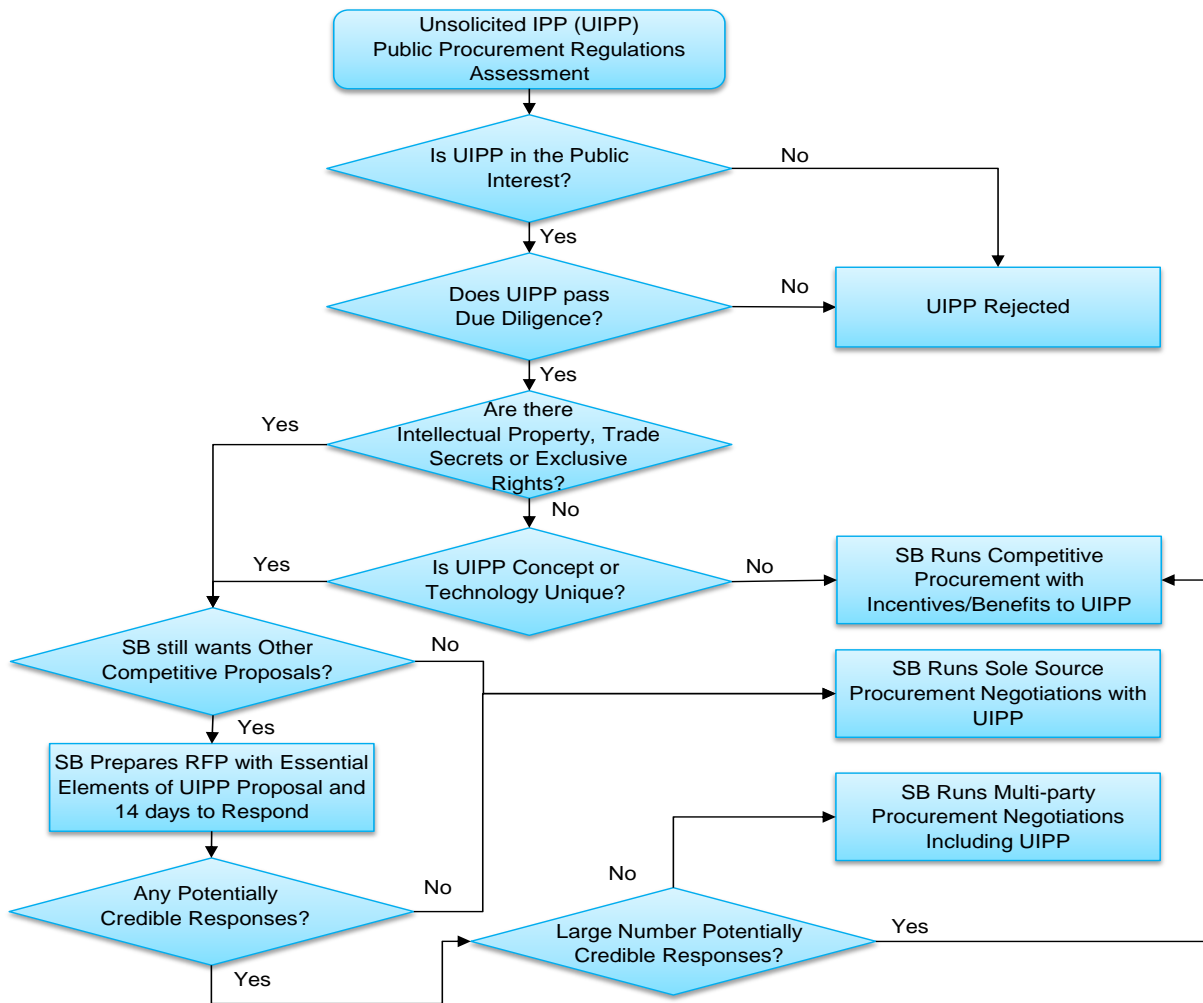 Unsolicited IPP (UIPP)
Public Procurement Regulations
Assessment
Is UIPP in the Public
Interest?
No
Yes
Does UIPP pass
Due Diligence?
No
UIPP Rejected
Yes
Are there
Intellectual Property, Trade
Secrets or Exclusive
Rights?
Yes
No
Is UIPP Concept or
Technology Unique?
Yes
No
SB Runs Competitive
Procurement with
Incentives/Benefits to UIPP
SB still wants Other
Competitive Proposals?
No
SB Runs Sole Source
Procurement Negotiations with
UIPP
Yes
SB Prepares RFP with Essential
Elements of UIPP Proposal and
14 days to Respond
SB Runs Multi-party
Procurement Negotiations
Including UIPP
Any Potentially
Credible Responses?
No
No
Large Number Potentially
Credible Responses?
Yes
Yes